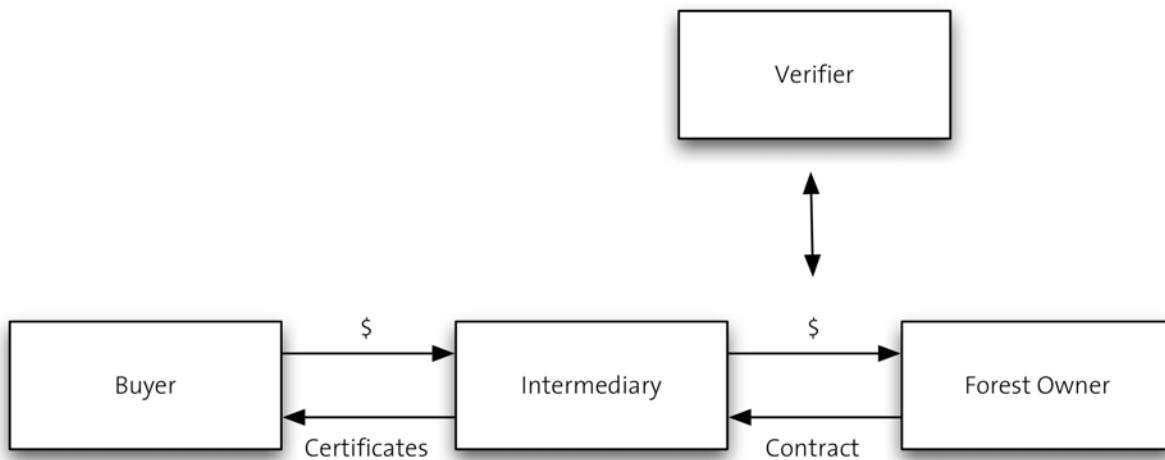 Verifier
$
$
Buyer
Intermediary
Forest Owner
Certificates
Contract